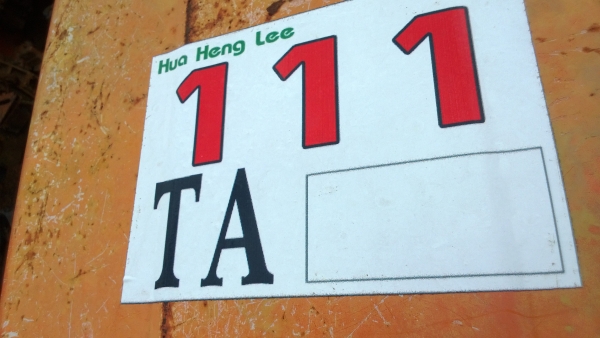 Hua Heng Lee
111
TA